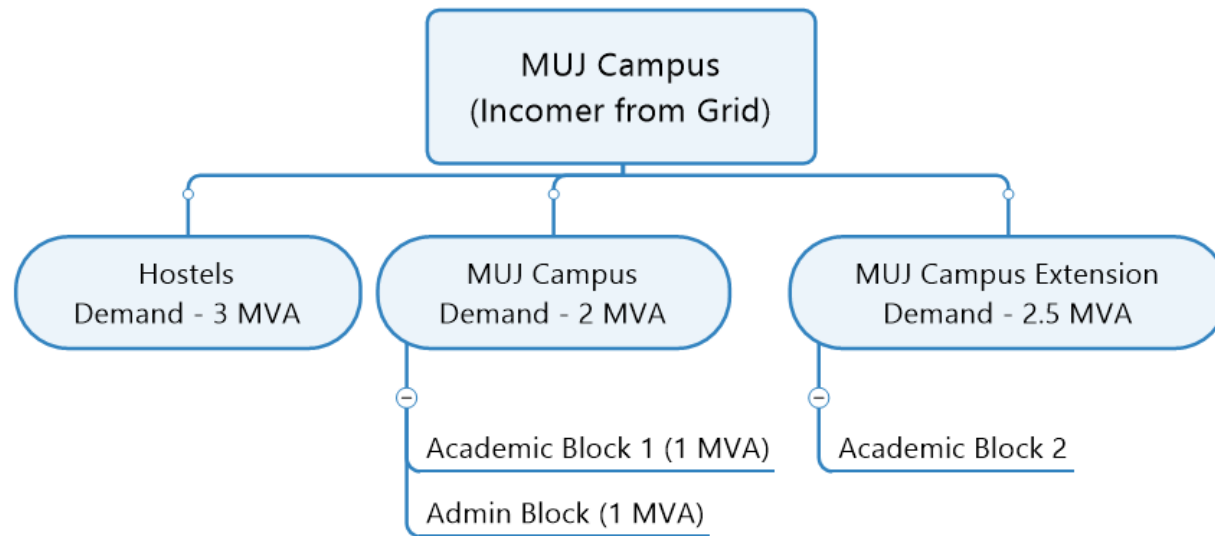 MUJ Campus
(Incomer from Grid)
Hostels
Demand - 3 MVA
MUJ Campus
Demand - 2 MVA
MUJ Campus Extension
Demand - 2.5 MVA
Academic Block 1 (1 MVA)
Admin Block (1 MVA)
Academic Block 2